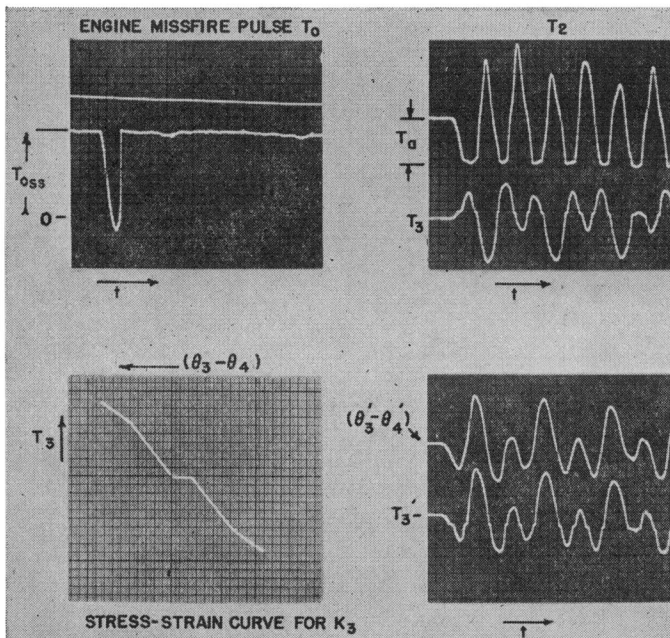 ENGINE MISSFIRE PULSE T₀
T₂
Tₐ
T₀ₛₛ
T₃
0
t
t
(θ₃-θ₄)
T₃
(θ₃'-θ₄')
T₃'
STRESS-STRAIN CURVE FOR K₃
t